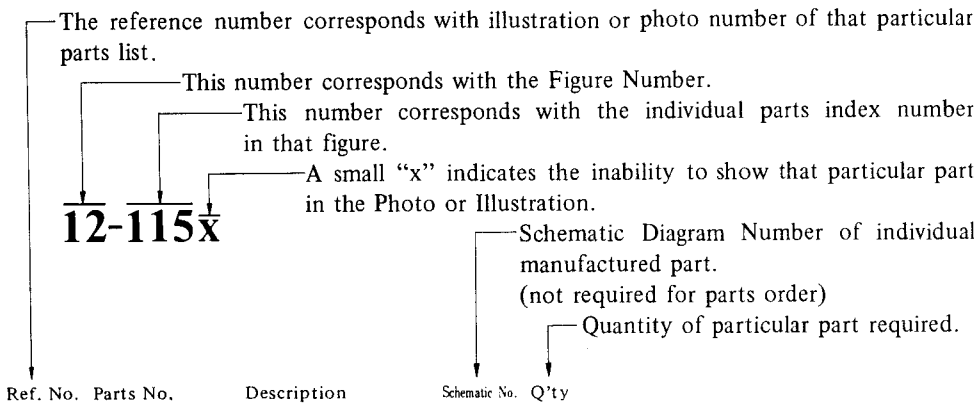 The reference number corresponds with illustration or photo number of that particular
parts list.
This number corresponds with the Figure Number.
This number corresponds with the individual parts index number
in that figure.
A small “x” indicates the inability to show that particular part
in the Photo or Illustration.
12-115x
Schematic Diagram Number of individual
manufactured part.
(not required for parts order)
Quantity of particular part required.
Ref. No. Parts No. Description Schematic No. Q'ty